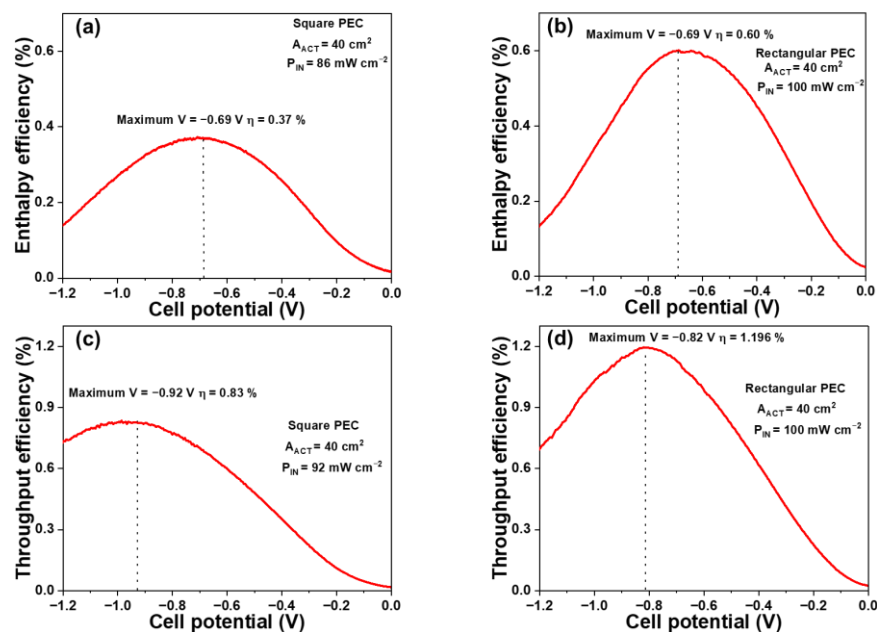 (a)
Square PEC
A_ACT = 40 cm²
P_IN = 86 mW cm⁻²
Maximum V = −0.69 V η = 0.37 %
Enthalpy efficiency (%)
0.6
0.4
0.2
0.0
−1.2 −1.0 −0.8 −0.6 −0.4 −0.2 0.0
Cell potential (V)
(b)
Maximum V = −0.69 V η = 0.60 %
Rectangular PEC
A_ACT = 40 cm²
P_IN = 100 mW cm⁻²
Enthalpy efficiency (%)
0.6
0.4
0.2
0.0
−1.2 −1.0 −0.8 −0.6 −0.4 −0.2 0.0
Cell potential (V)
(c)
Maximum V = −0.92 V η = 0.83 %
Square PEC
A_ACT = 40 cm²
P_IN = 92 mW cm⁻²
Throughput efficiency (%)
1.2
0.9
0.6
0.3
0.0
−1.2 −1.0 −0.8 −0.6 −0.4 −0.2 0.0
Cell potential (V)
(d)
Maximum V = −0.82 V η = 1.196 %
Rectangular PEC
A_ACT = 40 cm²
P_IN = 100 mW cm⁻²
Throughput efficiency (%)
1.2
0.9
0.6
0.3
0.0
−1.2 −1.0 −0.8 −0.6 −0.4 −0.2 0.0
Cell potential (V)